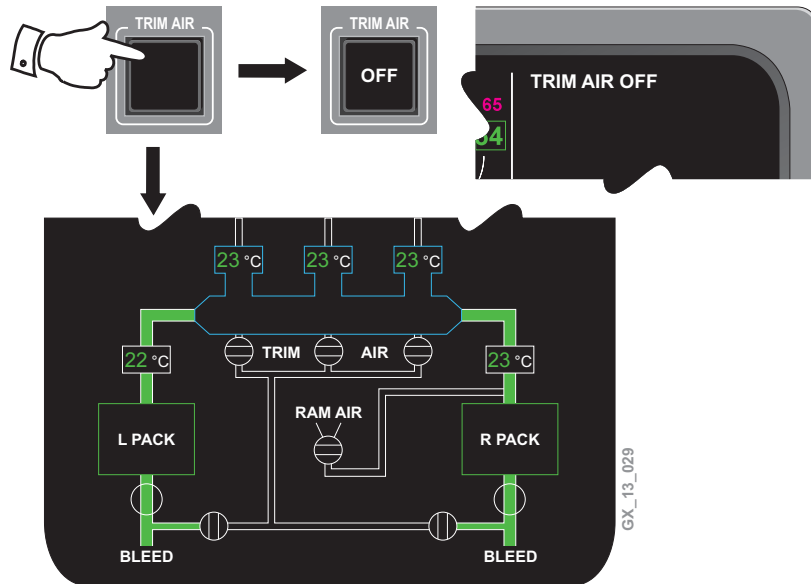 TRIM AIR
TRIM AIR
OFF
TRIM AIR OFF
65
23 °C
23 °C
23 °C
TRIM
AIR
22 °C
23 °C
RAM AIR
L PACK
R PACK
BLEED
BLEED
GX_13_029